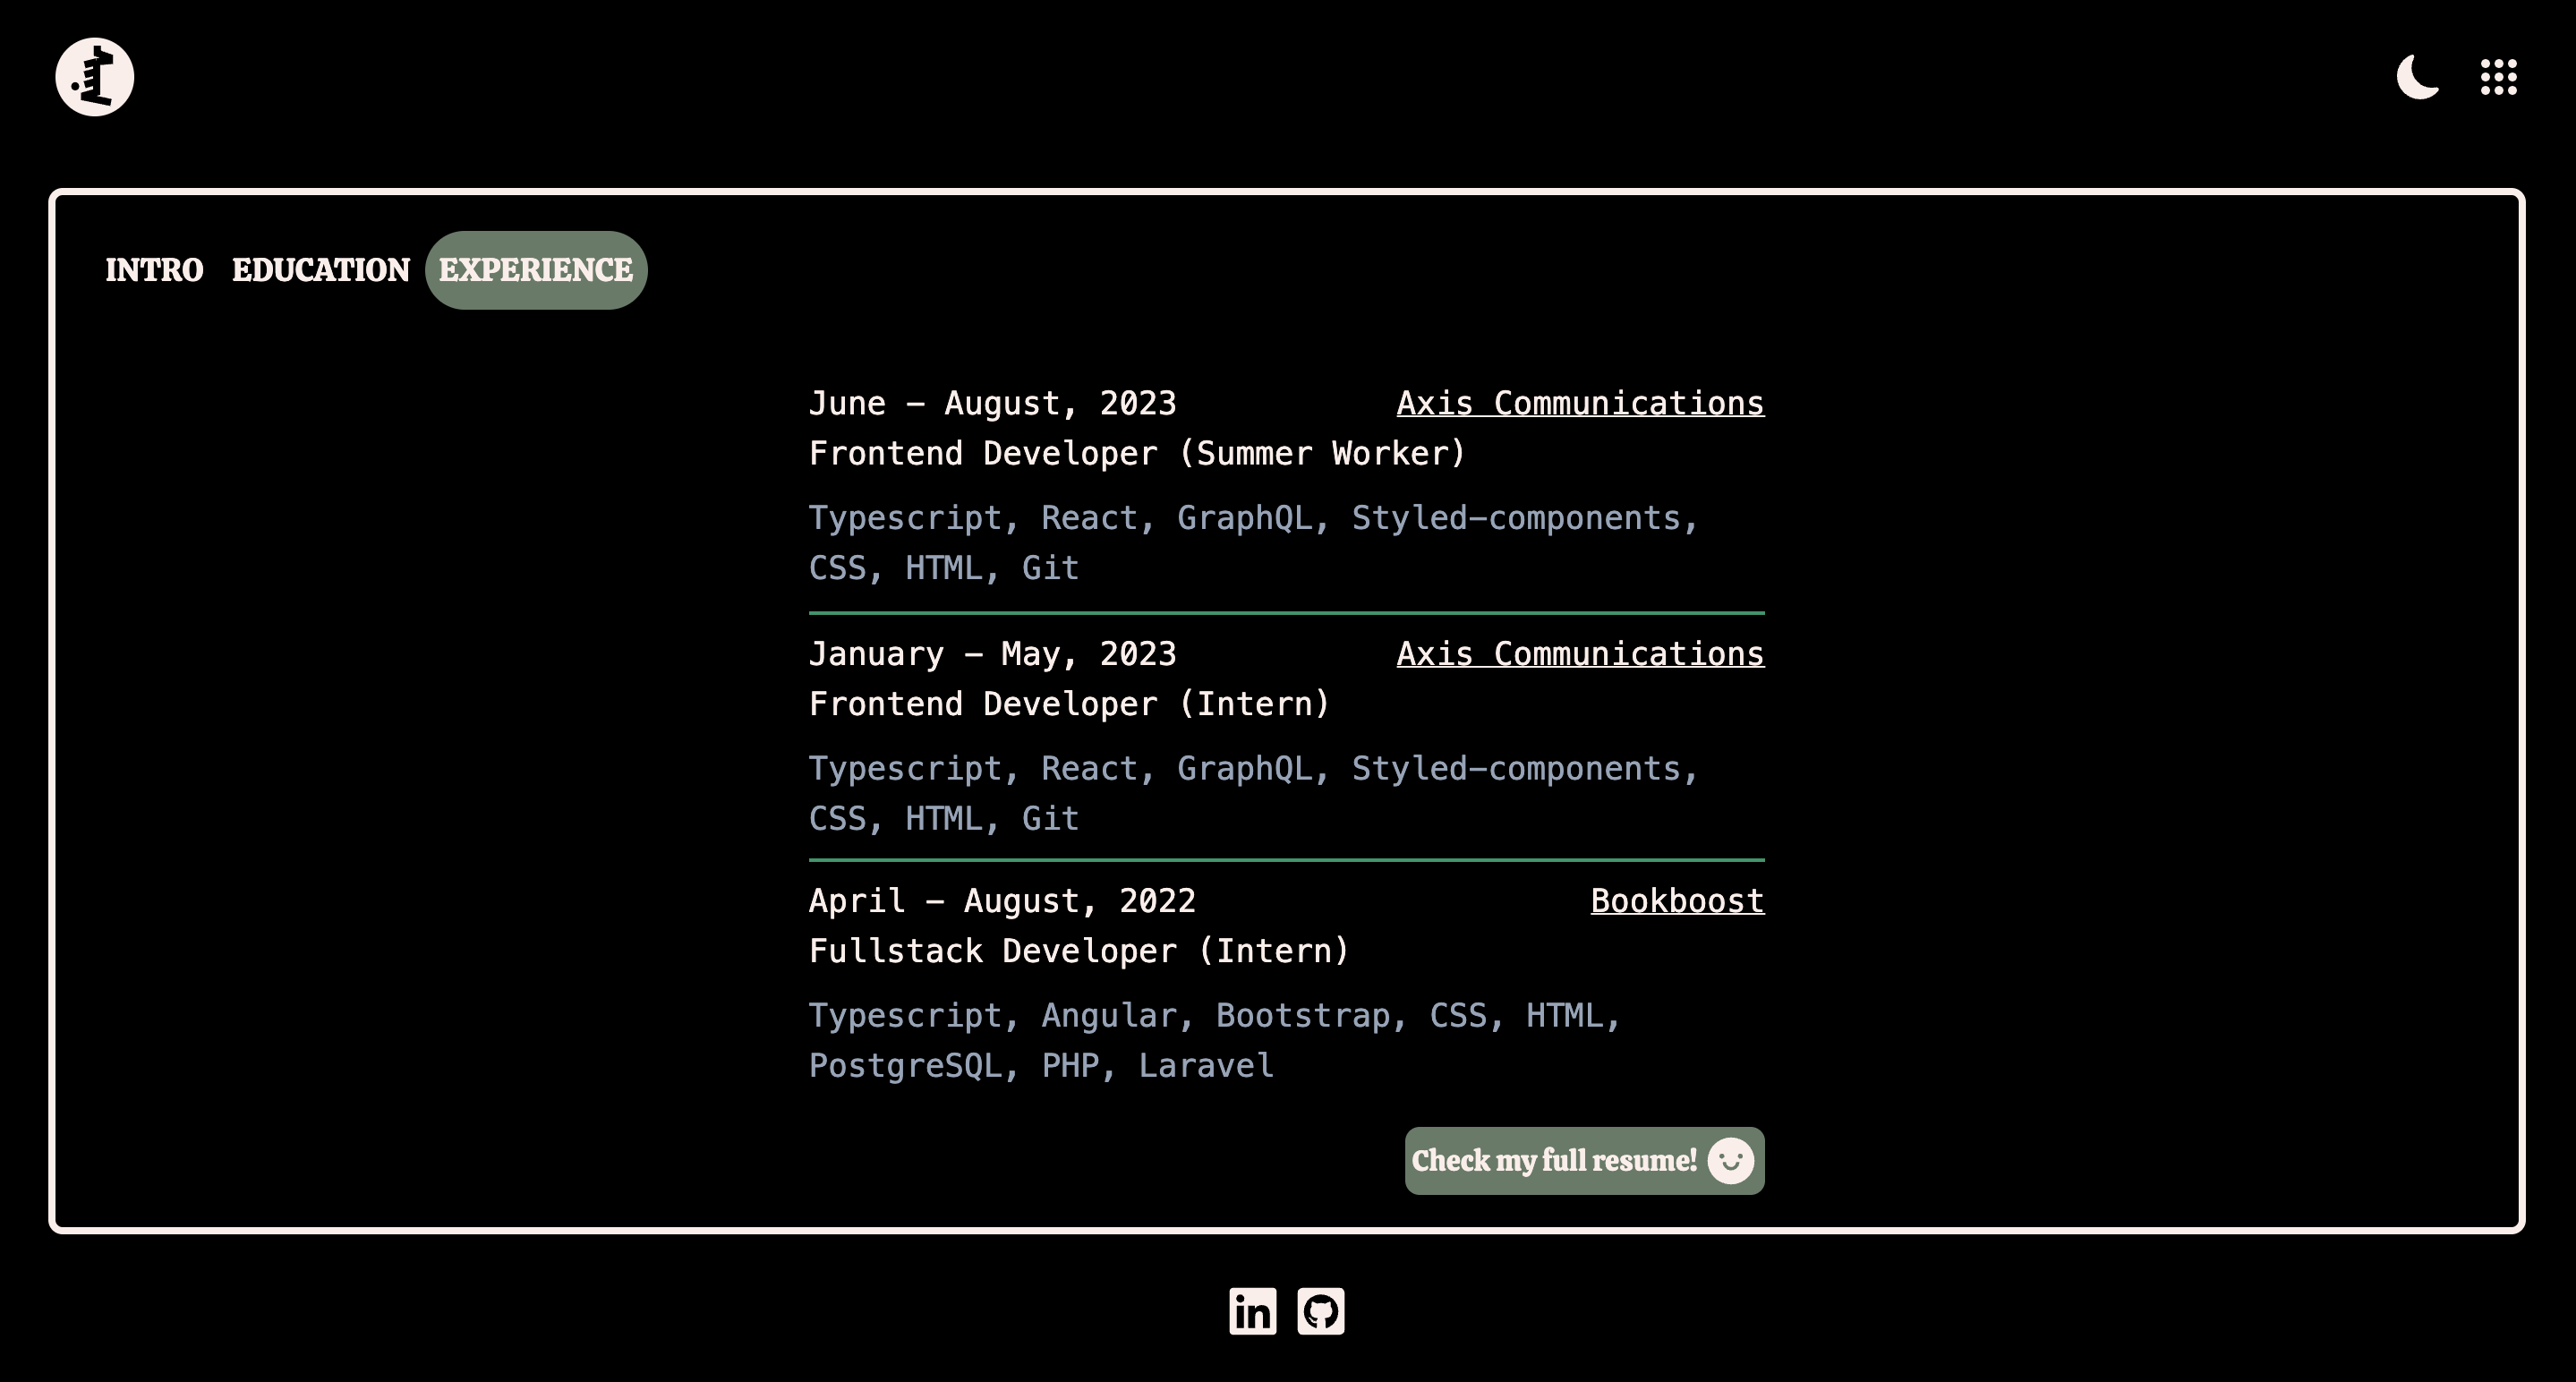 INTRO EDUCATION EXPERIENCE
June – August, 2023 Axis Communications
Frontend Developer (Summer Worker)
Typescript, React, GraphQL, Styled-components,
CSS, HTML, Git
January – May, 2023 Axis Communications
Frontend Developer (Intern)
Typescript, React, GraphQL, Styled-components,
CSS, HTML, Git
April – August, 2022 Bookboost
Fullstack Developer (Intern)
Typescript, Angular, Bootstrap, CSS, HTML,
PostgreSQL, PHP, Laravel
Check my full resume!
in